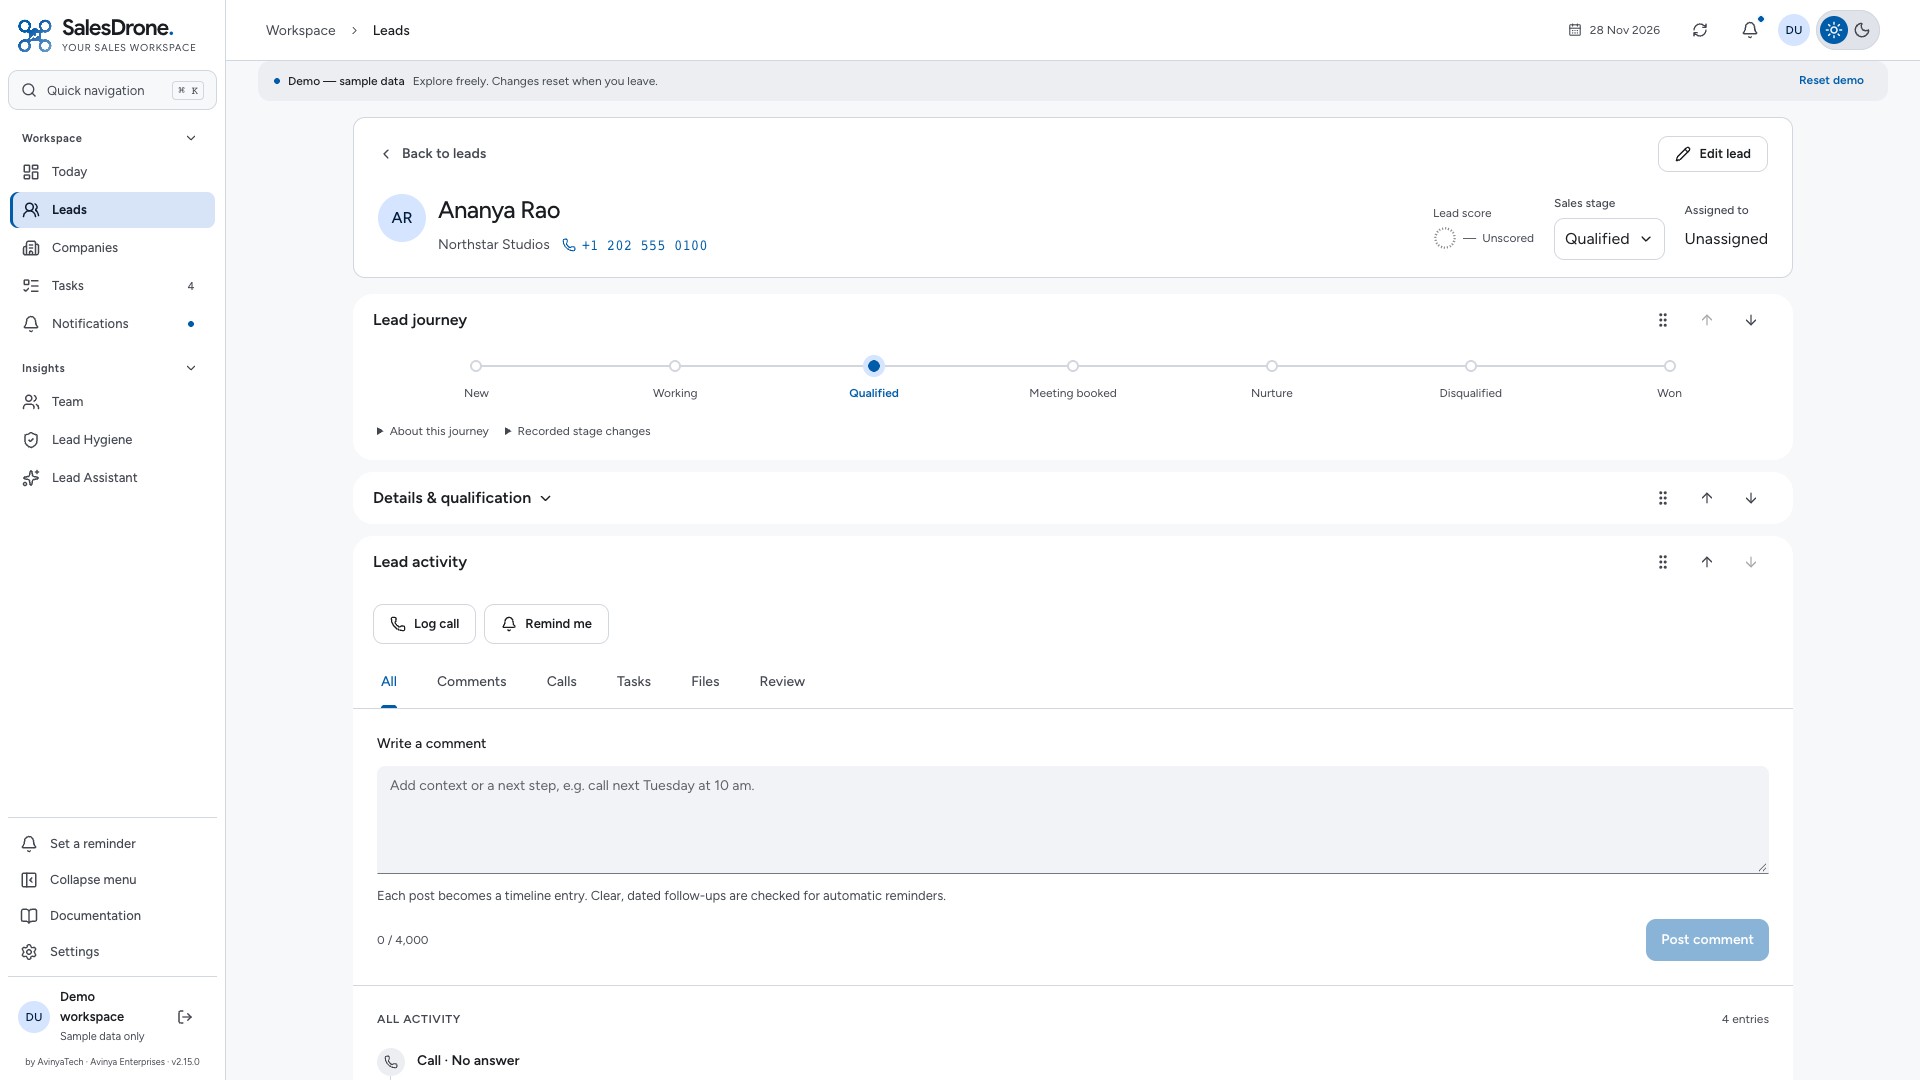 SalesDrone.
YOUR SALES WORKSPACE
Quick navigation ⌘ K
Workspace
Today
Leads
Companies
Tasks 4
Notifications
Insights
Team
Lead Hygiene
Lead Assistant
Set a reminder
Collapse menu
Documentation
Settings
DU
Demo
workspace
Sample data only
by AvinyaTech · Avinya Enterprises · v2.15.0
Workspace > Leads
28 Nov 2026
DU
Demo — sample data Explore freely. Changes reset when you leave.
Reset demo
Back to leads
Edit lead
AR
Ananya Rao
Northstar Studios +1 202 555 0100
Lead score
— Unscored
Sales stage
Qualified
Assigned to
Unassigned
Lead journey
New Working Qualified Meeting booked Nurture Disqualified Won
About this journey Recorded stage changes
Details & qualification
Lead activity
Log call Remind me
All Comments Calls Tasks Files Review
Write a comment
Add context or a next step, e.g. call next Tuesday at 10 am.
Each post becomes a timeline entry. Clear, dated follow-ups are checked for automatic reminders.
0 / 4,000
Post comment
ALL ACTIVITY
4 entries
Call · No answer